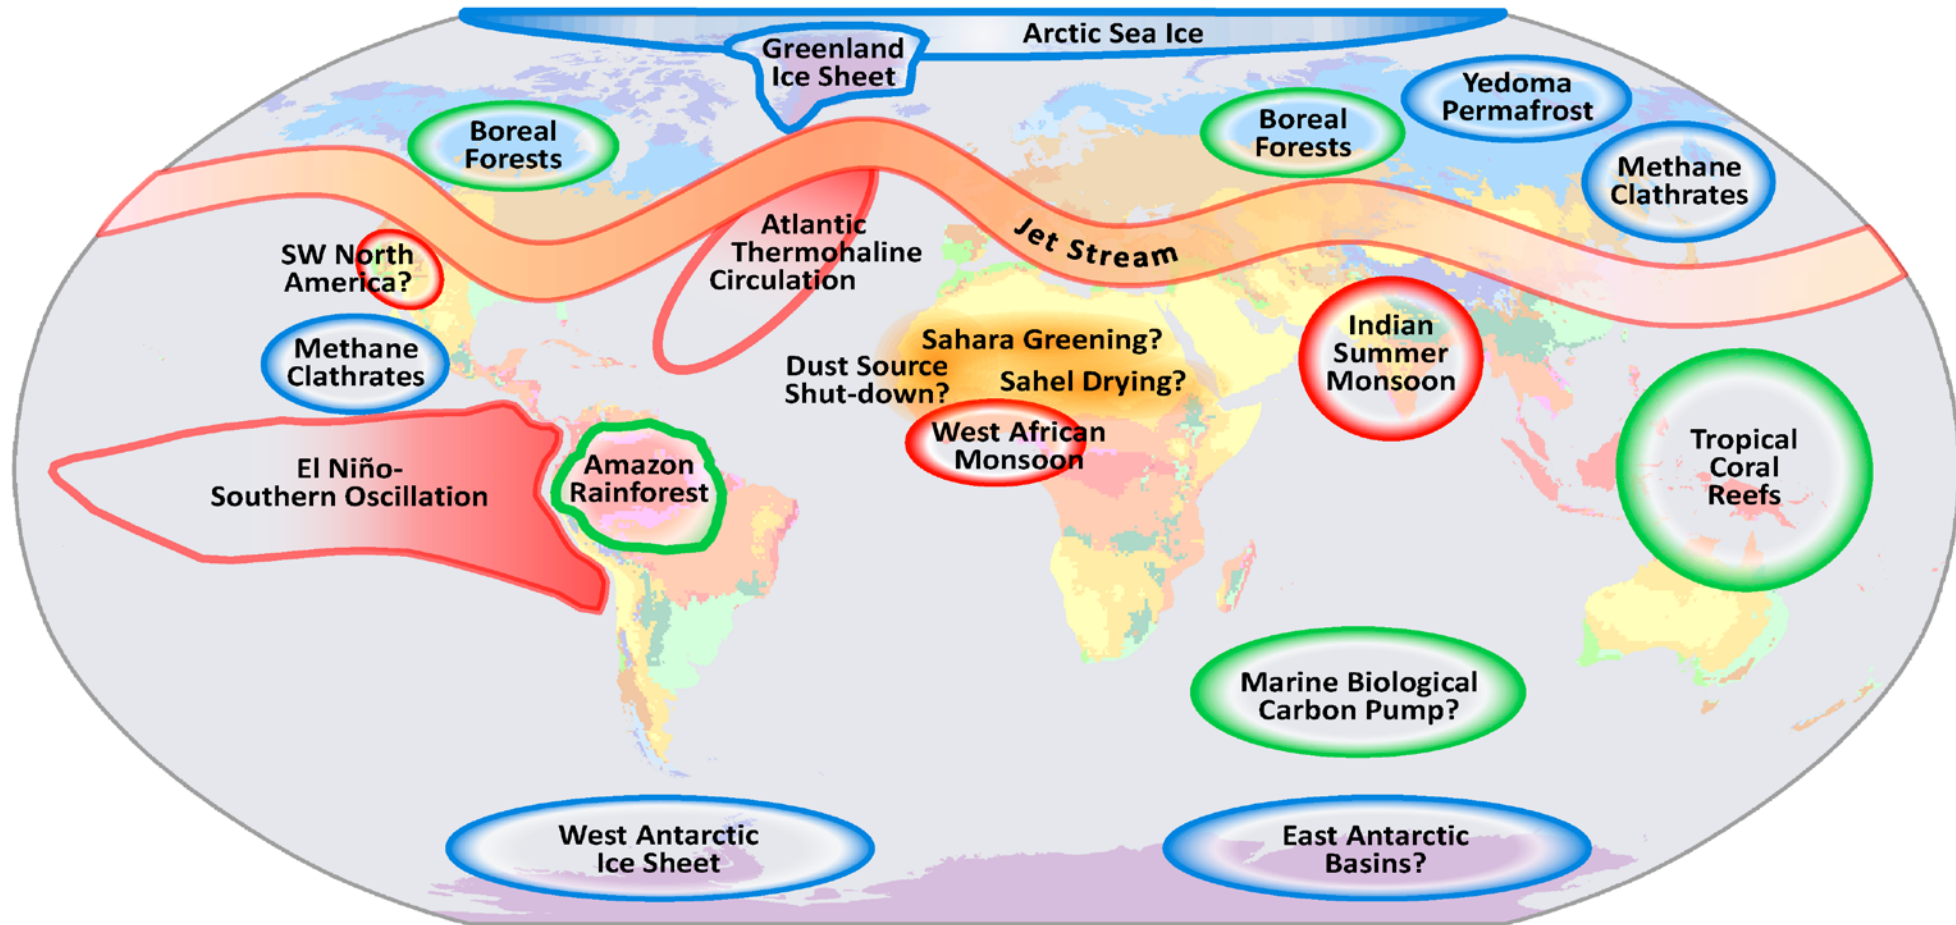 Arctic Sea Ice
Greenland
Ice Sheet
Yedoma
Permafrost
Boreal
Forests
Boreal
Forests
Methane
Clathrates
Atlantic
Thermohaline
Circulation
Jet Stream
SW North
America?
Methane
Clathrates
Indian
Summer
Monsoon
Sahara Greening?
Dust Source
Shut-down?
Sahel Drying?
West African
Monsoon
El Niño-
Southern Oscillation
Amazon
Rainforest
Tropical
Coral
Reefs
Marine Biological
Carbon Pump?
West Antarctic
Ice Sheet
East Antarctic
Basins?